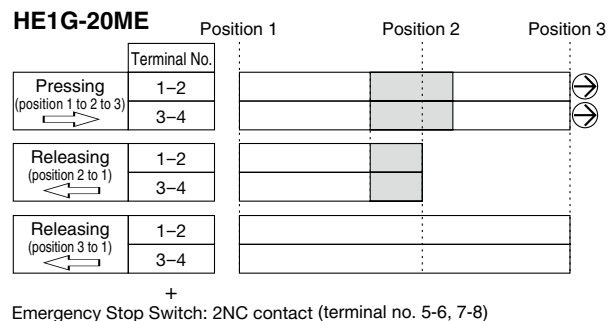 HE1G-20ME
Position 1 Position 2 Position 3
Terminal No.
Pressing
(position 1 to 2 to 3)
1–2
3–4
Releasing
(position 2 to 1)
1–2
3–4
Releasing
(position 3 to 1)
1–2
3–4
+
Emergency Stop Switch: 2NC contact (terminal no. 5-6, 7-8)